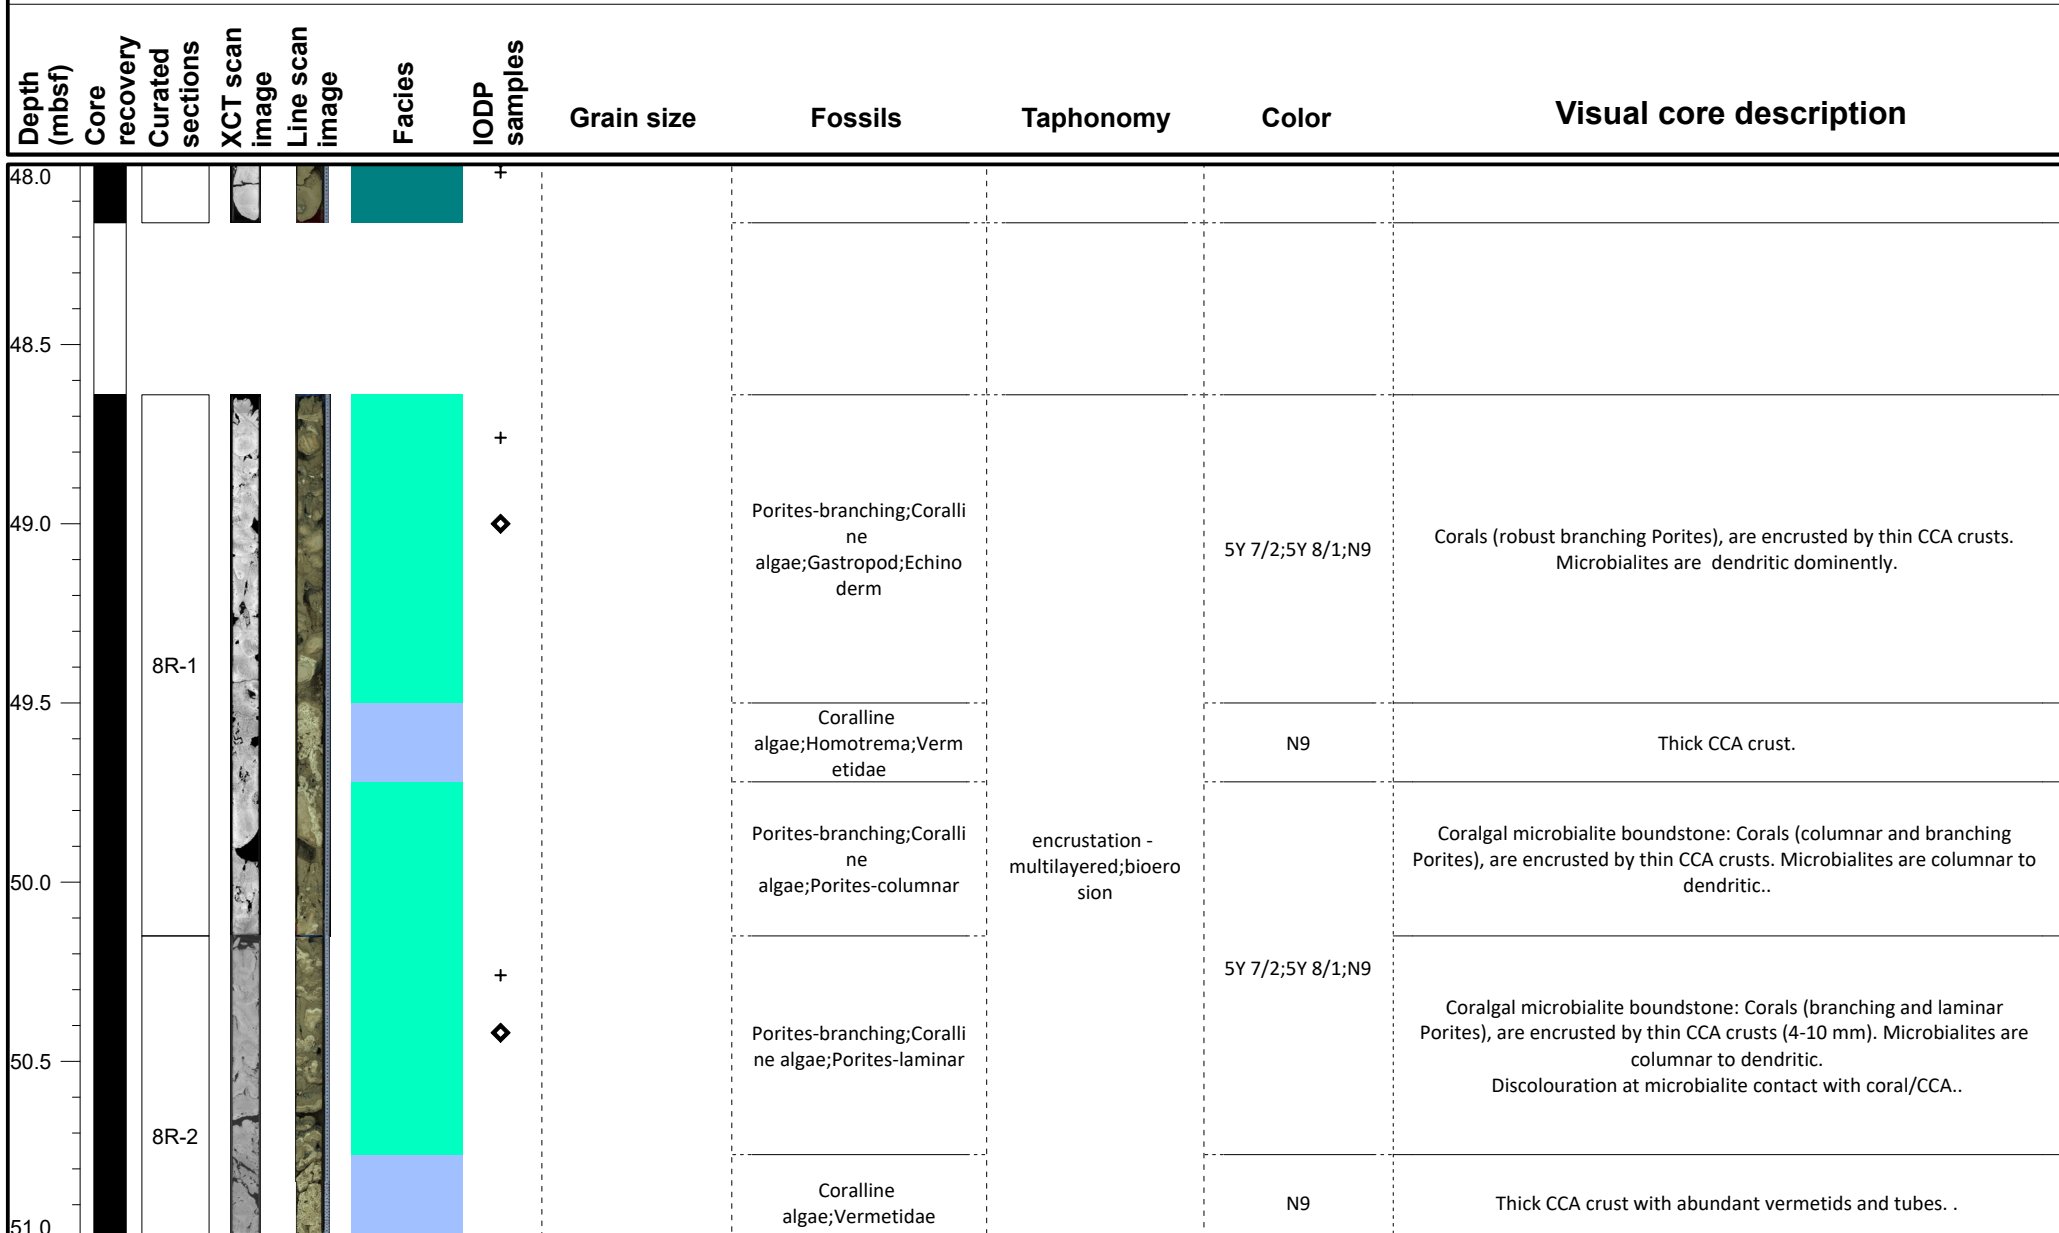 Depth
(mbsf)
Core
recovery
Curated
sections
XCT scan
image
Line scan
image
Facies
IODP
samples
Grain size
Fossils
Taphonomy
Color
Visual core description
48.0
48.5
49.0
49.5
50.0
50.5
51.0
8R-1
8R-2
Porites-branching;Coralli
ne
algae;Gastropod;Echino
derm
5Y 7/2;5Y 8/1;N9
Corals (robust branching Porites), are encrusted by thin CCA crusts.
Microbialites are  dendritic dominently.
Coralline
algae;Homotrema;Verm
etidae
N9
Thick CCA crust.
Porites-branching;Coralli
ne
algae;Porites-columnar
encrustation -
multilayered;bioero
sion
Coralgal microbialite boundstone: Corals (columnar and branching
Porites), are encrusted by thin CCA crusts. Microbialites are columnar to
dendritic..
5Y 7/2;5Y 8/1;N9
Porites-branching;Coralli
ne algae;Porites-laminar
Coralgal microbialite boundstone: Corals (branching and laminar
Porites), are encrusted by thin CCA crusts (4-10 mm). Microbialites are
columnar to dendritic.
Discolouration at microbialite contact with coral/CCA..
Coralline
algae;Vermetidae
N9
Thick CCA crust with abundant vermetids and tubes. .